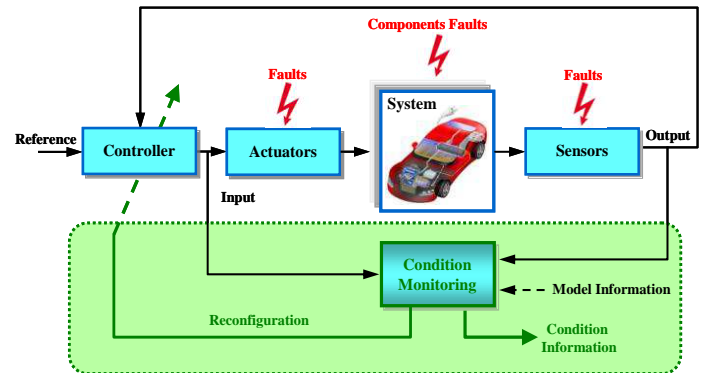 Components Faults
Faults
Faults
System
Reference
Controller
Actuators
Sensors
Output
Input
Condition
Monitoring
Model Information
Reconfiguration
Condition
Information